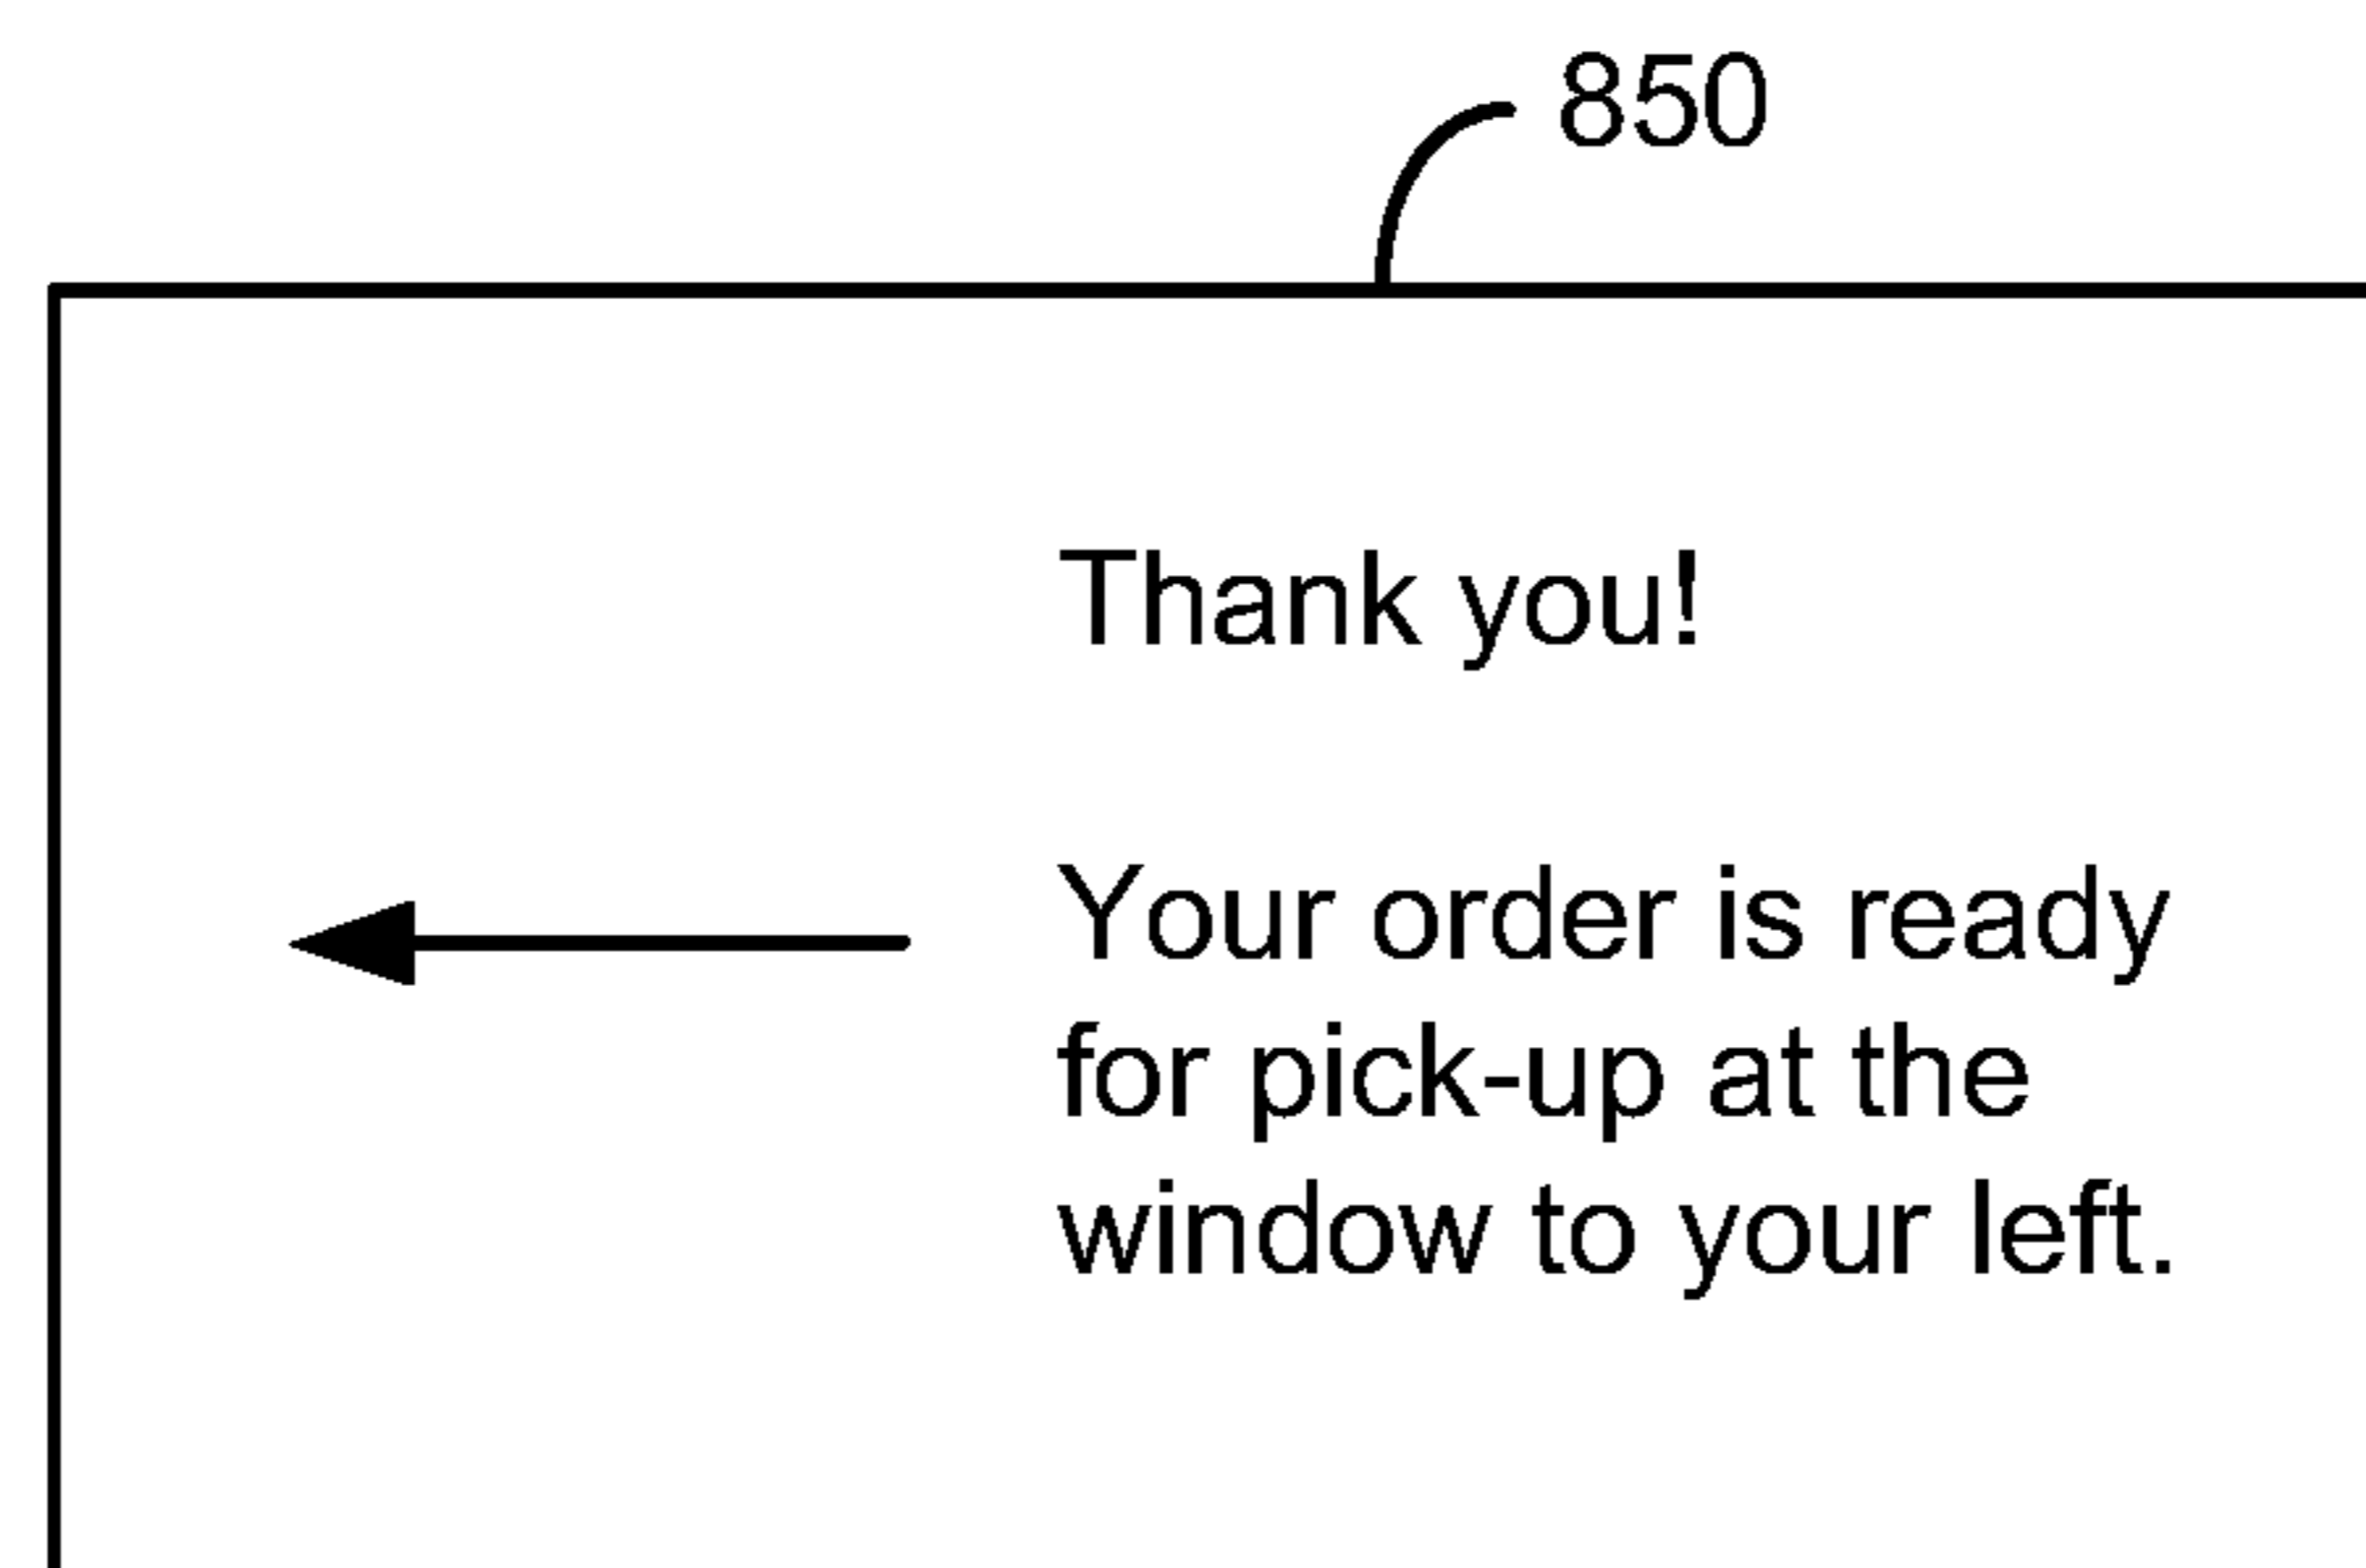 850
Thank you!
Your order is ready
for pick-up at the
window to your left.